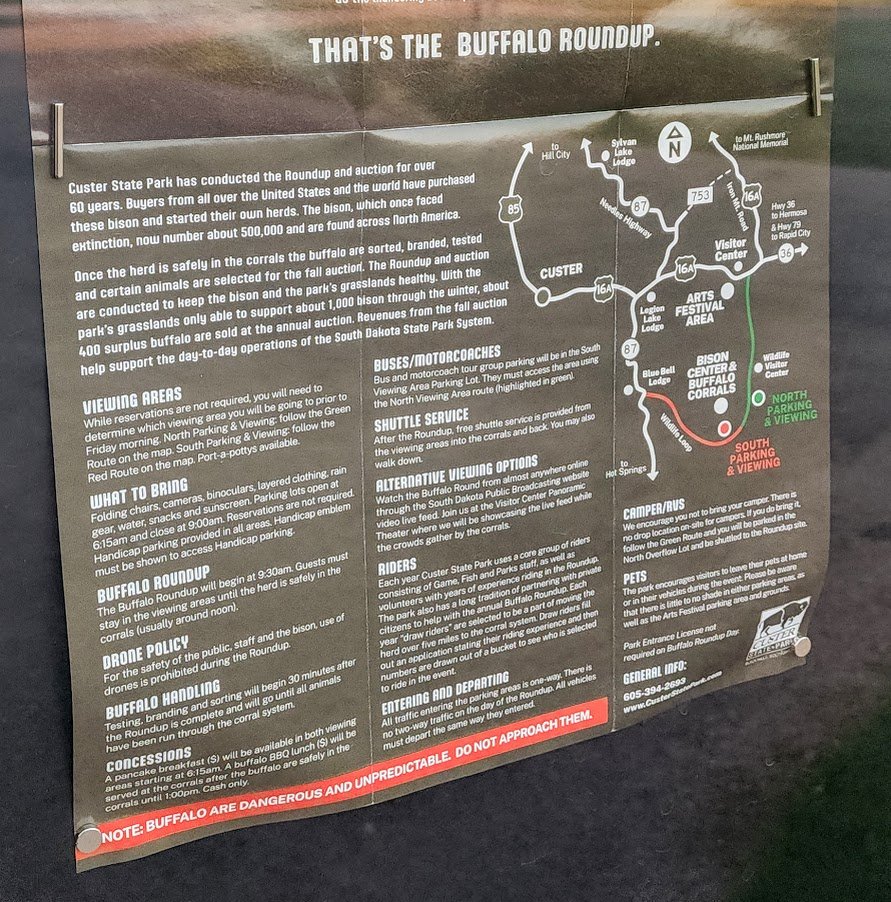 THAT'S THE BUFFALO ROUNDUP.
Custer State Park has conducted the Roundup and auction for over
60 years. Buyers from all over the United States and the world have purchased
these bison and started their own herds. The bison, which once faced
extinction, now number about 500,000 and are found across North America.
Once the herd is safely in the corrals the buffalo are sorted, branded, tested
and certain animals are selected for the fall auction. The Roundup and auction
are conducted to keep the bison and the park's grasslands healthy. With the
park's grasslands only able to support about 1,000 bison through the winter, about
400 surplus buffalo are sold at the annual auction. Revenues from the fall auction
help support the day-to-day operations of the South Dakota State Park System.
VIEWING AREAS
While reservations are not required, you will need to
determine which viewing area you will be going to prior to
Friday morning. North Parking & Viewing: follow the Green
Route on the map. South Parking & Viewing: follow the
Red Route on the map. Port-a-pottys available.
WHAT TO BRING
Folding chairs, cameras, binoculars, layered clothing, rain
gear, water, snacks and sunscreen. Parking lots open at
6:15am and close at 9:00am. Reservations are not required.
Handicap parking provided in all areas. Handicap emblem
must be shown to access Handicap parking.
BUFFALO ROUNDUP
The Buffalo Roundup will begin at 9:30am. Guests must
stay in the viewing areas until the herd is safely in the
corrals (usually around noon).
DRONE POLICY
For the safety of the public, staff and the bison, use of
drones is prohibited during the Roundup.
BUFFALO HANDLING
Testing, branding and sorting will begin 30 minutes after
the Roundup is complete and will go until all animals
have been run through the corral system.
CONCESSIONS
A pancake breakfast ($) will be available in both viewing
areas starting at 6:15am. A buffalo BBQ lunch ($) will be
served at the corrals after the buffalo are safely in the
corrals until 1:00pm. Cash only.
BUSES/MOTORCOACHES
Bus and motorcoach tour group parking will be in the South
Viewing Area Parking Lot. They must access the area using
the North Viewing Area route (highlighted in green).
SHUTTLE SERVICE
After the Roundup, free shuttle service is provided from
the viewing areas into the corrals and back. You may also
walk down.
ALTERNATIVE VIEWING OPTIONS
Watch the Buffalo Round from almost anywhere online
through the South Dakota Public Broadcasting website
video live feed. Join us at the Visitor Center Panoramic
Theater where we will be showcasing the live feed while
the crowds gather by the corrals.
RIDERS
Each year Custer State Park uses a core group of riders
consisting of Game, Fish and Parks staff, as well as
volunteers with years of experience riding in the Roundup.
The park also has a long tradition of partnering with private
citizens to help with the annual Buffalo Roundup. Each
year "draw riders" are selected to be a part of moving the
herd over five miles to the corral system. Draw riders fill
out an application stating their riding experience and then
numbers are drawn out of a bucket to see who is selected
to ride in the event.
ENTERING AND DEPARTING
All traffic entering the parking areas is one-way. There is
no two-way traffic on the day of the Roundup. All vehicles
must depart the same way they entered.
NOTE: BUFFALO ARE DANGEROUS AND UNPREDICTABLE. DO NOT APPROACH THEM.
to
Hill City
Sylvan
Lake
Lodge
N
to Mt. Rushmore
National Memorial
85
87
Needles Highway
753
Iron Mt. Road
16A
Hwy 36
to Hermosa
& Hwy 79
to Rapid City
36
Visitor
Center
CUSTER
16A
16A
Legion
Lake
Lodge
ARTS
FESTIVAL
AREA
87
Blue Bell
Lodge
BISON
CENTER &
BUFFALO
CORRALS
Wildlife
Visitor
Center
NORTH
PARKING
& VIEWING
Wildlife Loop
SOUTH
PARKING
& VIEWING
to
Hot Springs
CAMPER/RVS
We encourage you not to bring your camper. There is
no drop location on-site for campers. If you do bring it,
follow the Green Route and you will be parked in the
North Overflow Lot and be shuttled to the Roundup site.
PETS
The park encourages visitors to leave their pets at home
or in their vehicles during the event. Please be aware
that there is little to no shade in either parking areas, as
well as the Arts Festival parking area and grounds.
Park Entrance License not
required on Buffalo Roundup Day.
GENERAL INFO:
605-394-2693
www.CusterStatePark.com
CUSTER
STATE PARK